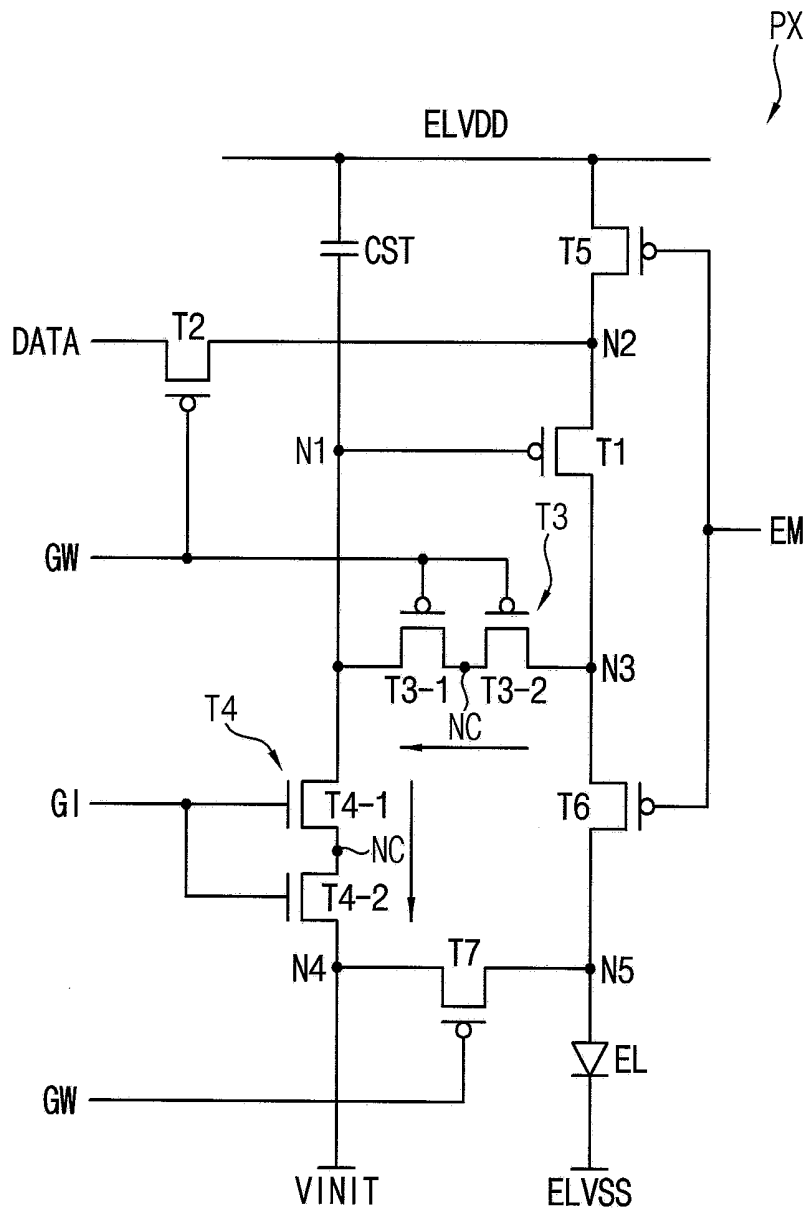 PX
ELVDD
CST
T5
T2
DATA
N2
N1
T1
T3
GW
EM
T3-1
T3-2
N3
NC
T4
GI
T4-1
T6
NC
T4-2
T7
N4
N5
EL
GW
VINIT
ELVSS